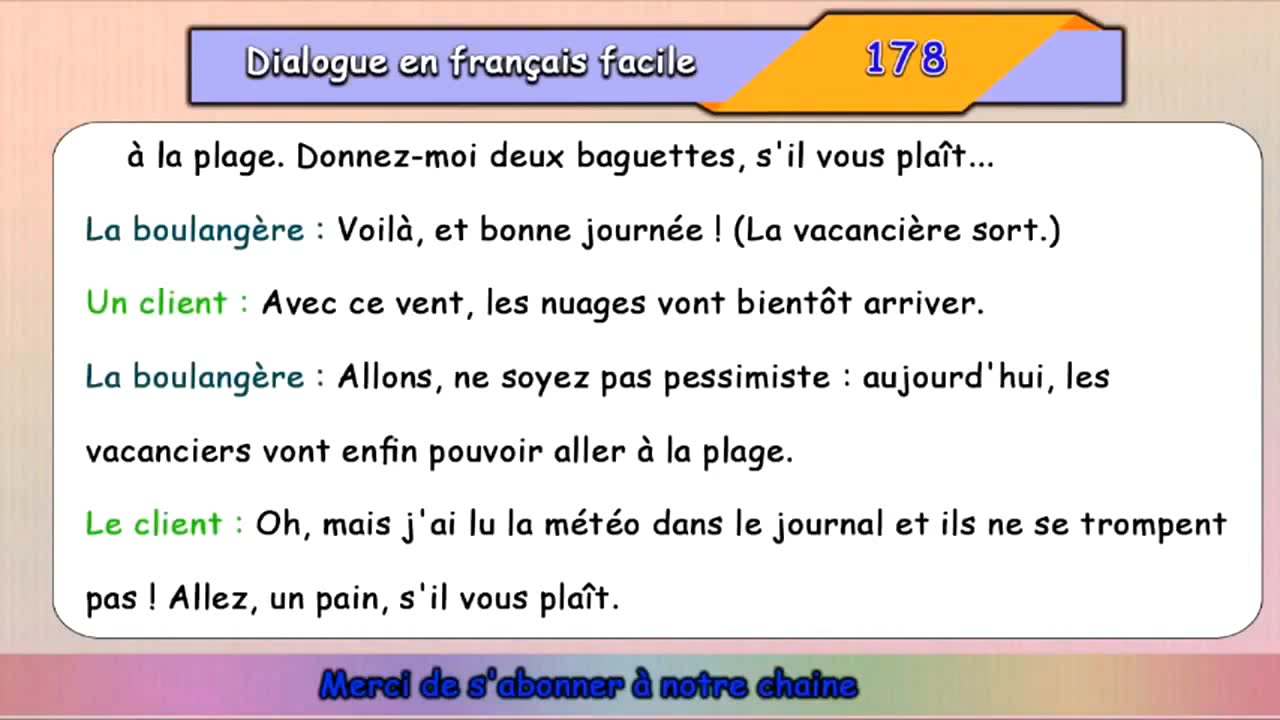 Dialogue en français facile
178
à la plage. Donnez-moi deux baguettes, s'il vous plaît...
La boulangère : Voilà, et bonne journée ! (La vacancière sort.)
Un client : Avec ce vent, les nuages vont bientôt arriver.
La boulangère : Allons, ne soyez pas pessimiste : aujourd'hui, les
vacanciers vont enfin pouvoir aller à la plage.
Le client : Oh, mais j'ai lu la météo dans le journal et ils ne se trompent
pas ! Allez, un pain, s'il vous plaît.
Merci de s'abonner à notre chaine